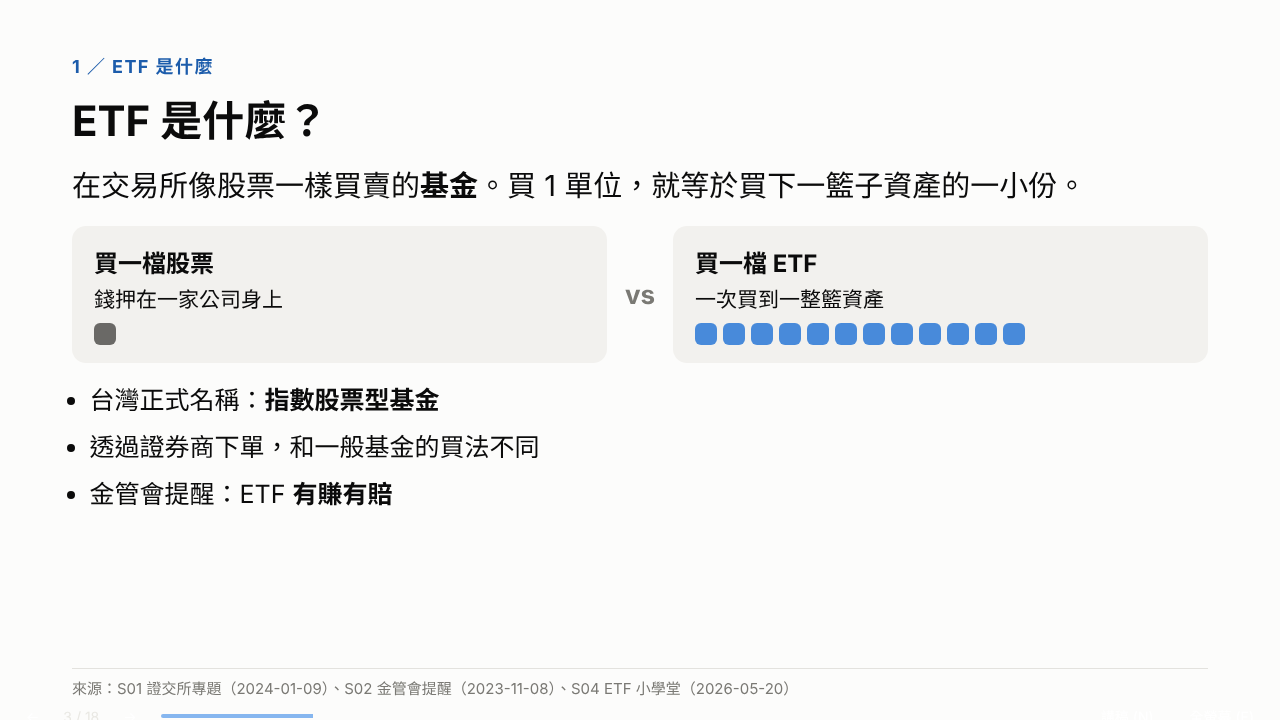 1 ／ ETF 是什麼
ETF 是什麼？
在交易所像股票一樣買賣的基金。買 1 單位，就等於買下一籃子資產的一小份。
買一檔股票
錢押在一家公司身上
vs
買一檔 ETF
一次買到一整籃資產
• 台灣正式名稱：指數股票型基金
• 透過證券商下單，和一般基金的買法不同
• 金管會提醒：ETF 有賺有賠
來源：S01 證交所專題（2024-01-09）、S02 金管會提醒（2023-11-08）、S04 ETF 小學堂（2026-05-20）
3 / 18